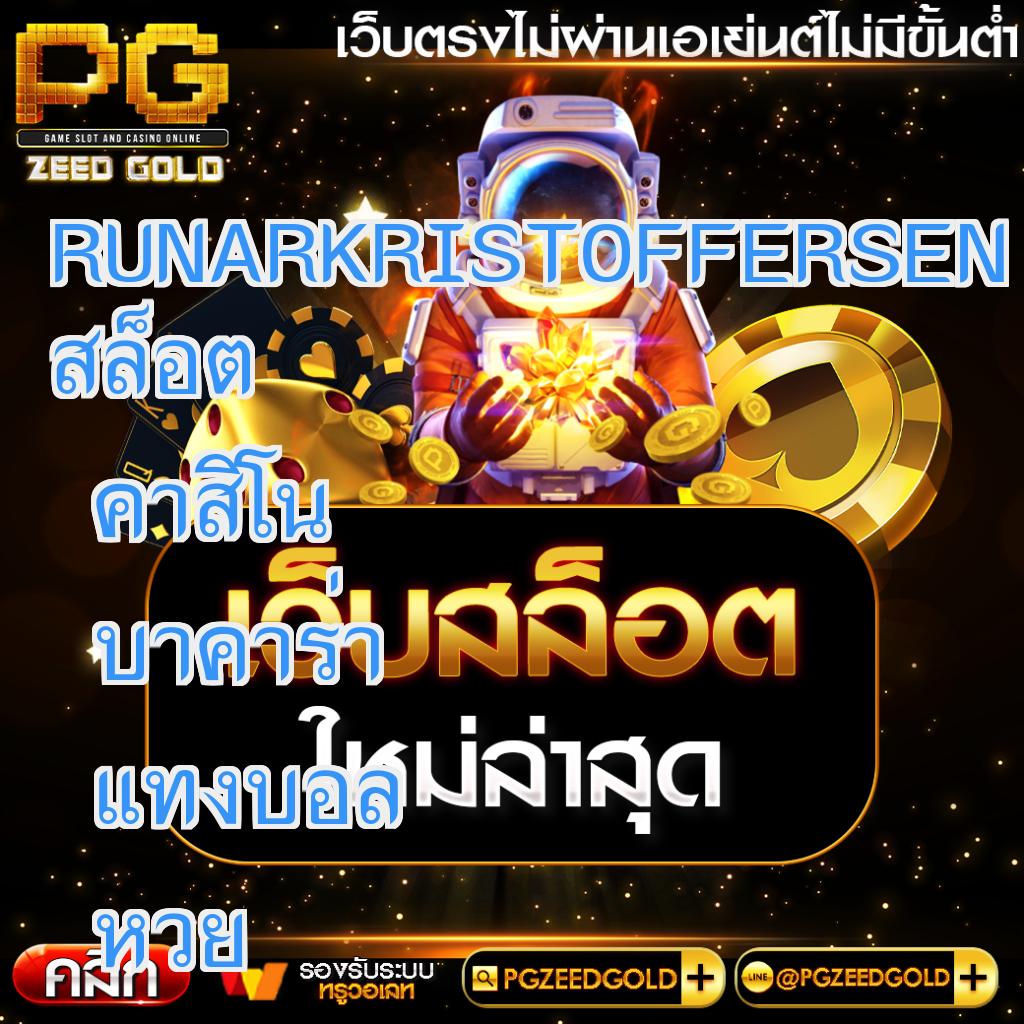 เว็บตรงไม่ผ่านเอเย่นต์ไม่มีขั้นต่ำ
PG
GAME SLOT AND CASINO ONLINE
ZEED GOLD
RUNARKRISTOFFERSEN
สล็อต
คาสิโน
เว็บสล็อต
บาคาร่า
ใหม่ล่าสุด
แทงบอล
หวย
คลิก
รองรับระบบ
ทรูวอเลท
PGZEEDGOLD +
LINE @PGZEEDGOLD +